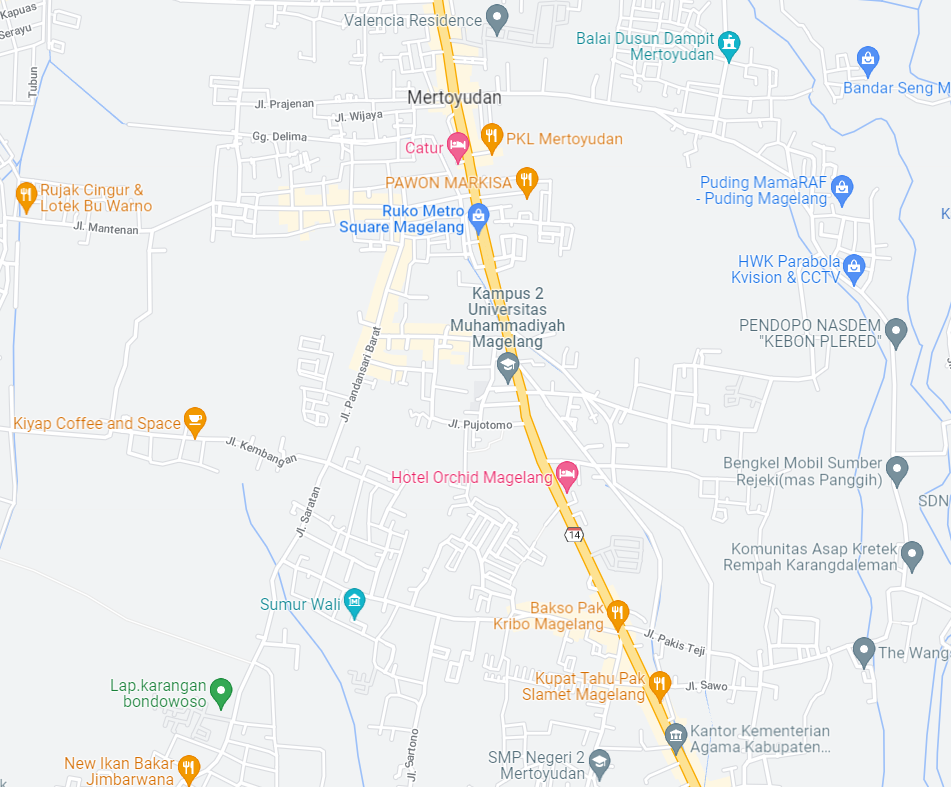 Kapuas
Serayu
Valencia Residence
Balai Dusun Dampit
Mertoyudan
Tubun
Bandar Seng M
Jl. Prajenan
Mertoyudan
Jl. Wijaya
Gg. Delima
PKL Mertoyudan
Catur
PAWON MARKISA
Puding MamaRAF
- Puding Magelang
Rujak Cingur &
Lotek Bu Warno
Ruko Metro
Square Magelang
K
Jl. Mantenan
HWK Parabola
Kvision & CCTV
Kampus 2
Universitas
Muhammadiyah
Magelang
PENDOPO NASDEM
"KEBON PLERED"
Jl. Pandansari Barat
Kiyap Coffee and Space
Jl. Pujotomo
Jl. Kembangan
Hotel Orchid Magelang
Bengkel Mobil Sumber
Rejeki(mas Panggih)
SDN
Jl. Saratan
14
Komunitas Asap Kretek
Rempah Karangdaleman
Sumur Wali
Bakso Pak
Kribo Magelang
Jl. Pakis Teji
The Wang
Kupat Tahu Pak
Slamet Magelang
Jl. Sawo
Lap.karangan
bondowoso
Kantor Kementerian
Agama Kabupaten...
Jl. Sartono
SMP Negeri 2
Mertoyudan
New Ikan Bakar
Jimbarwana
k